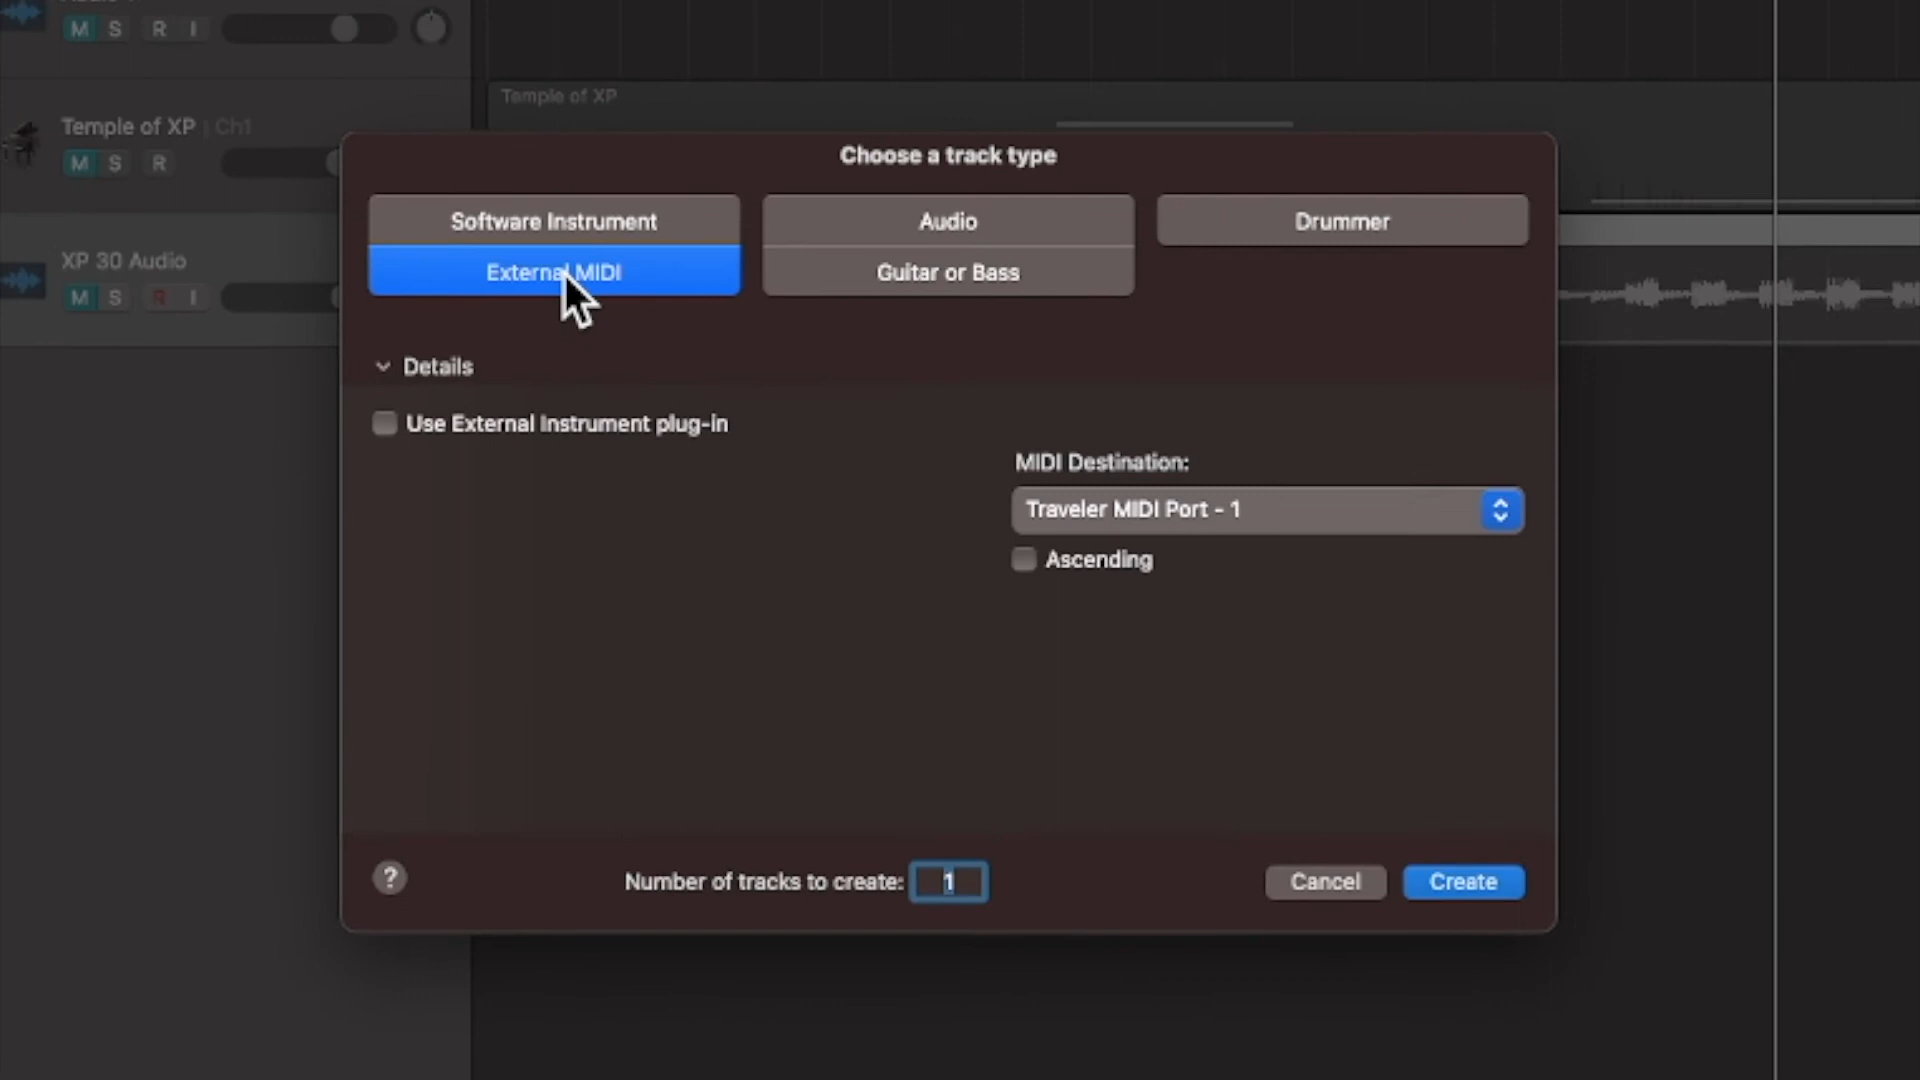 M S R I
Temple of XP
Temple of XP | Ch1
M S R
XP 30 Audio
M S R I
Choose a track type
Software Instrument
Audio
Drummer
External MIDI
Guitar or Bass
Details
Use External Instrument plug-in
MIDI Destination:
Traveler MIDI Port - 1
Ascending
?
Number of tracks to create: 1
Cancel
Create